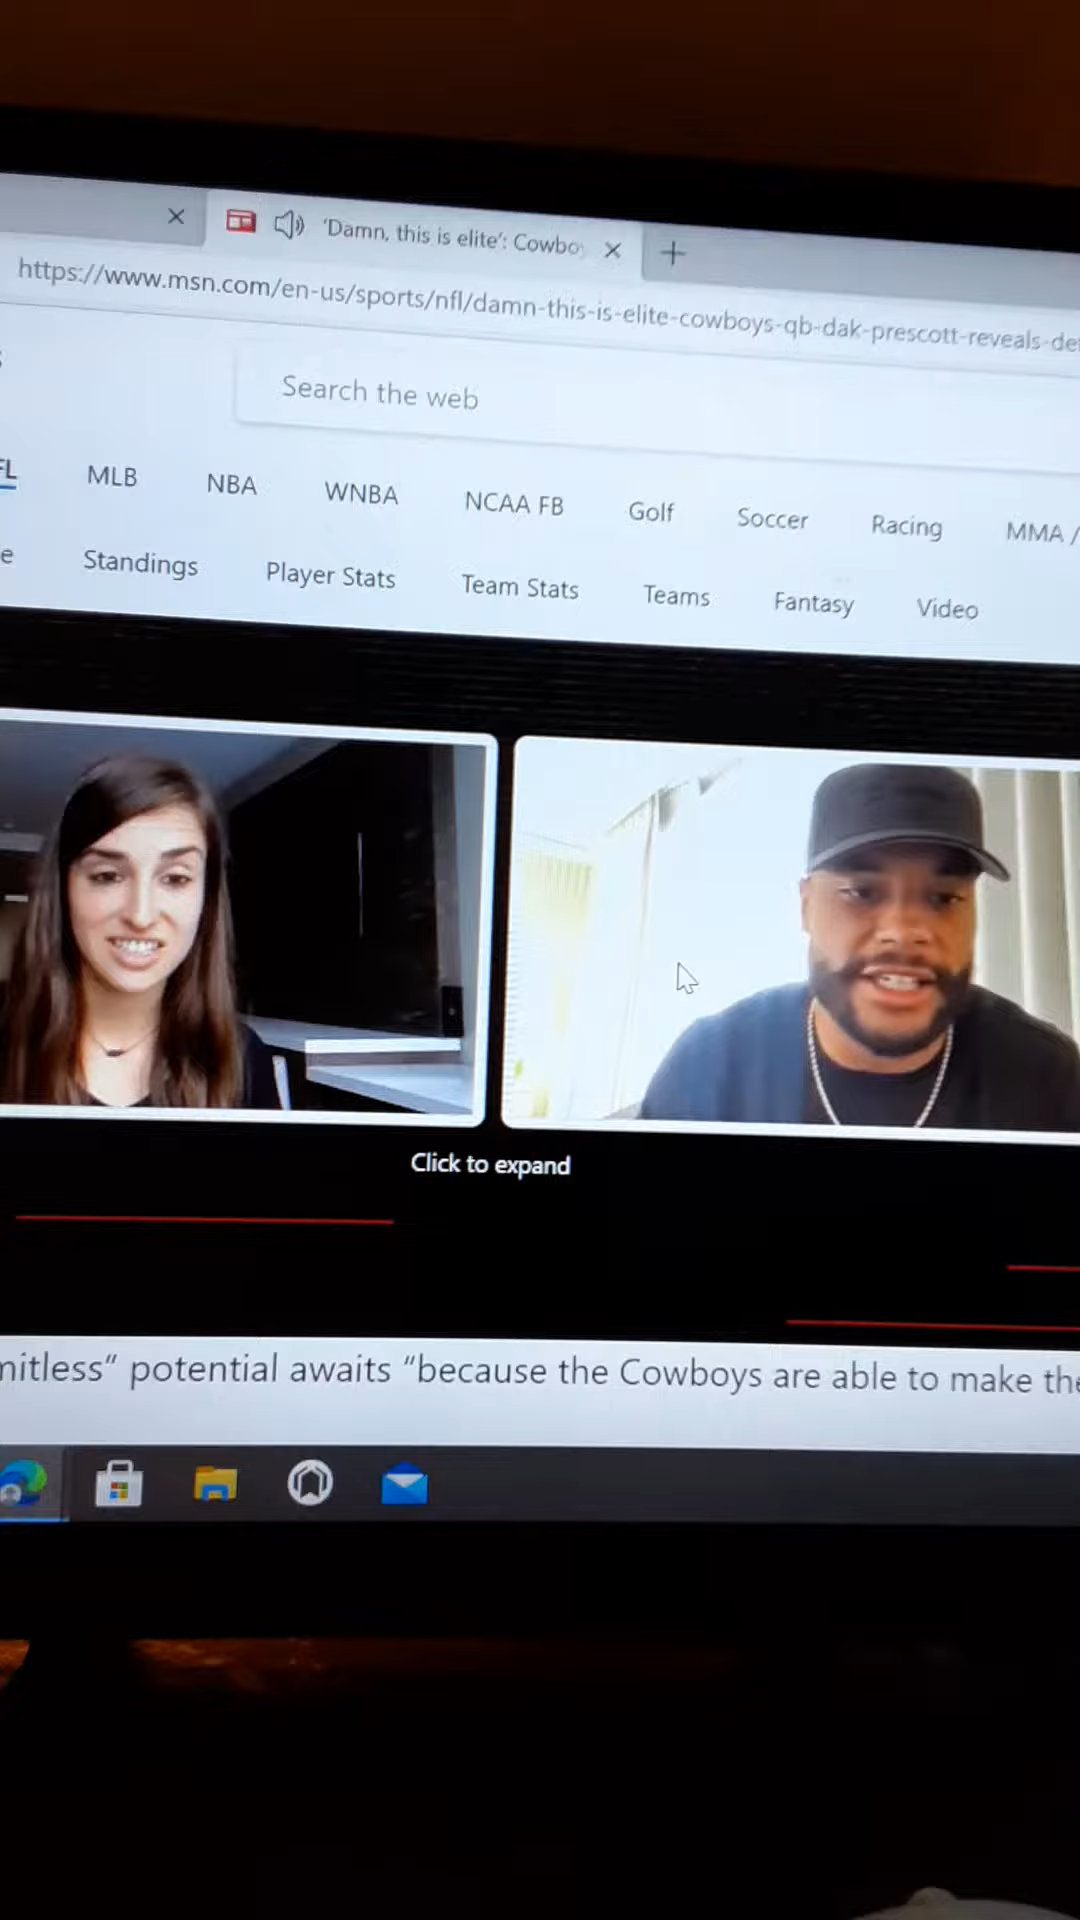 'Damn, this is elite': Cowboy
https://www.msn.com/en-us/sports/nfl/damn-this-is-elite-cowboys-qb-dak-prescott-reveals-de
Search the web
FL MLB NBA WNBA NCAA FB Golf Soccer Racing MMA /
e Standings Player Stats Team Stats Teams Fantasy Video
Click to expand
mitless" potential awaits "because the Cowboys are able to make the